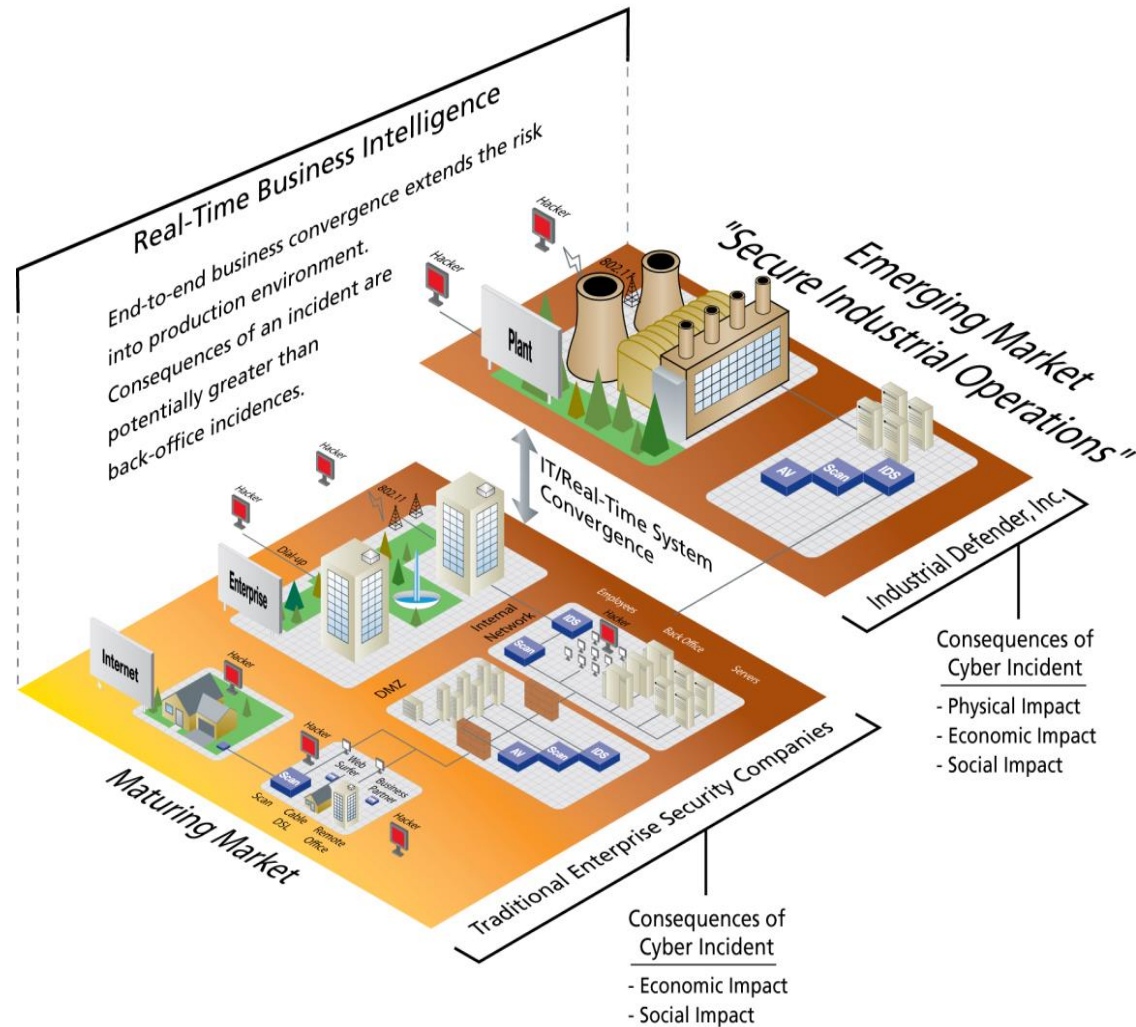 Real-Time Business Intelligence
End-to-end business convergence extends the risk
into production environment.
Consequences of an incident are
potentially greater than
back-office incidences.
Emerging Market
"Secure Industrial Operations"
Hacker
Hacker
802.11
Plant
AV
Scan
IDS
Industrial Defender, Inc.
IT/Real-Time System
Convergence
Hacker
Hacker
802.11
Dial-up
Enterprise
Internal
Network
IDS
Scan
Employees
Hacker
Back Office
Servers
DMZ
AV
Scan
IDS
Internet
Hacker
Hacker
Web
Surfer
Business
Partner
Scan
Scan
Cable
DSL
Remote
Office
Hacker
Maturing Market
Traditional Enterprise Security Companies
Consequences of
Cyber Incident
- Physical Impact
- Economic Impact
- Social Impact
Consequences of
Cyber Incident
- Economic Impact
- Social Impact